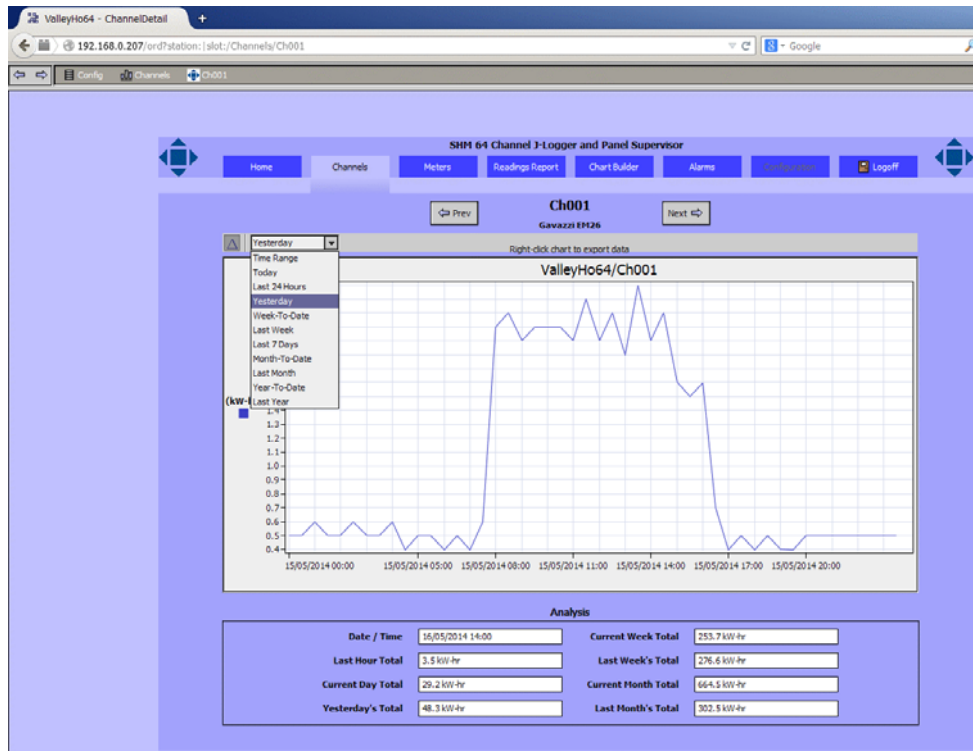 ValleyHo64 - ChannelDetail
+
192.168.0.207/ord?station:|slot:/Channels/Ch001
8 - Google
Config Channels Ch001
SHM 64 Channel J-Logger and Panel Supervisor
Home Channels Meters Readings Report Chart Builder Alarms Configuration Logoff
Prev
Ch001
Next
Gavazzi EM26
Yesterday
Right-click chart to export data
Time Range
Today
Last 24 Hours
Yesterday
Week-To-Date
Last Week
Last 7 Days
Month-To-Date
Last Month
Year-To-Date
Last Year
ValleyHo64/Ch001
1.4
1.3
1.2
1.1
1.0
0.9
0.8
0.7
0.6
0.5
0.4
15/05/2014 00:00 15/05/2014 05:00 15/05/2014 08:00 15/05/2014 11:00 15/05/2014 14:00 15/05/2014 17:00 15/05/2014 20:00
Analysis
Date / Time 16/05/2014 14:00 Current Week Total 253.7 kW-hr
Last Hour Total 3.5 kW-hr Last Week's Total 276.6 kW-hr
Current Day Total 29.2 kW-hr Current Month Total 664.5 kW-hr
Yesterday's Total 48.3 kW-hr Last Month's Total 302.5 kW-hr